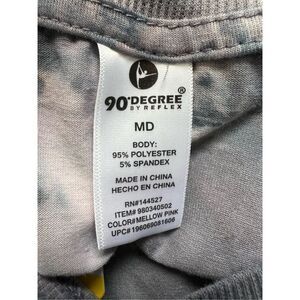 90°DEGREE®
BY REFLEX
MD
BODY:
95% POLYESTER
5% SPANDEX
MADE IN CHINA
HECHO EN CHINA
RN#144527
ITEM# 980340502
COLOR#MELLOW PINK
UPC# 196069081606